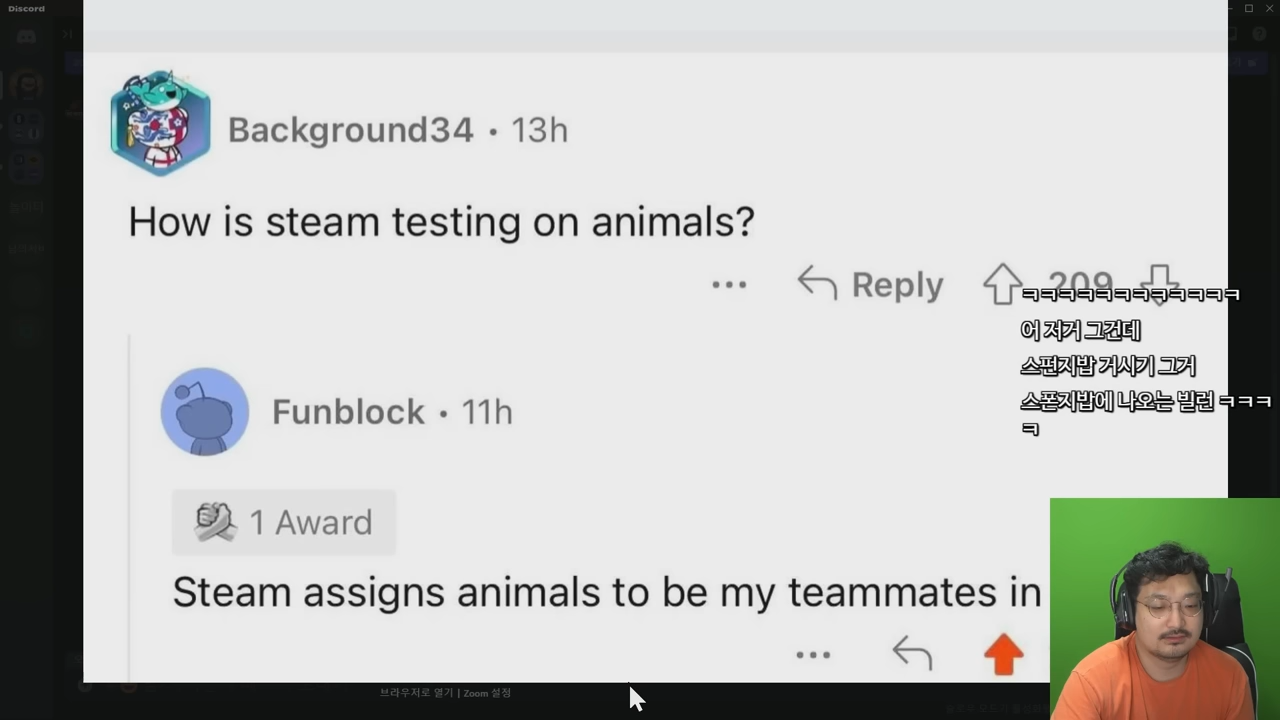 Discord
Background34 • 13h
How is steam testing on animals?
Reply
209
ㅋㅋㅋㅋㅋㅋㅋㅋㅋㅋㅋㅋ
어 저거 그건데
스펀지밥 거시기 그거
스폰지밥에 나오는 빌런 ㅋㅋㅋ
ㅋ
Funblock • 11h
1 Award
Steam assigns animals to be my teammates in
브라우저로 열기 | Zoom 설정